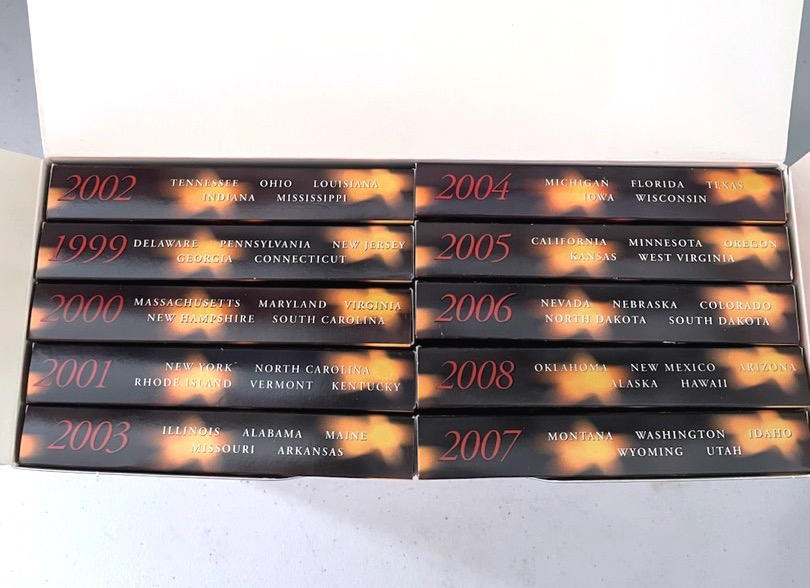 2002 TENNESSEE OHIO LOUISIANA
INDIANA MISSISSIPPI
1999 DELAWARE PENNSYLVANIA NEW JERSEY
GEORGIA CONNECTICUT
2000 MASSACHUSETTS MARYLAND VIRGINIA
NEW HAMPSHIRE SOUTH CAROLINA
2001 NEW YORK NORTH CAROLINA
RHODE ISLAND VERMONT KENTUCKY
2003 ILLINOIS ALABAMA MAINE
MISSOURI ARKANSAS
2004 MICHIGAN FLORIDA TEXAS
IOWA WISCONSIN
2005 CALIFORNIA MINNESOTA OREGON
KANSAS WEST VIRGINIA
2006 NEVADA NEBRASKA COLORADO
NORTH DAKOTA SOUTH DAKOTA
2008 OKLAHOMA NEW MEXICO ARIZONA
ALASKA HAWAII
2007 MONTANA WASHINGTON IDAHO
WYOMING UTAH